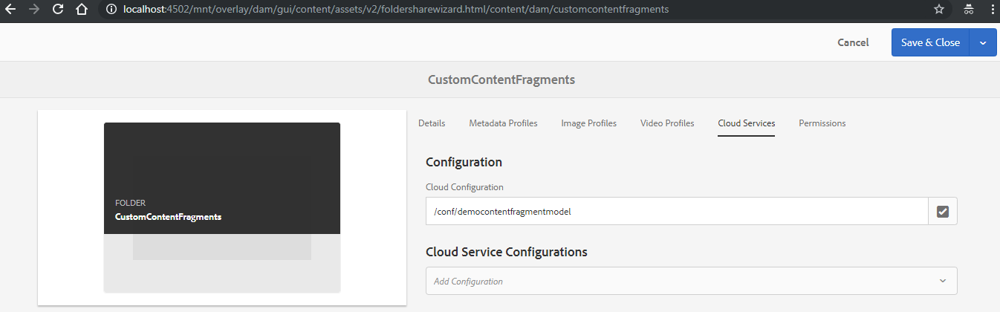 localhost:4502/mnt/overlay/dam/gui/content/assets/v2/foldersharewizard.html/content/dam/customcontentfragments
Cancel
Save & Close
CustomContentFragments
Details Metadata Profiles Image Profiles Video Profiles Cloud Services Permissions
FOLDER
CustomContentFragments
Configuration
Cloud Configuration
/conf/democontentfragmentmodel
Cloud Service Configurations
Add Configuration